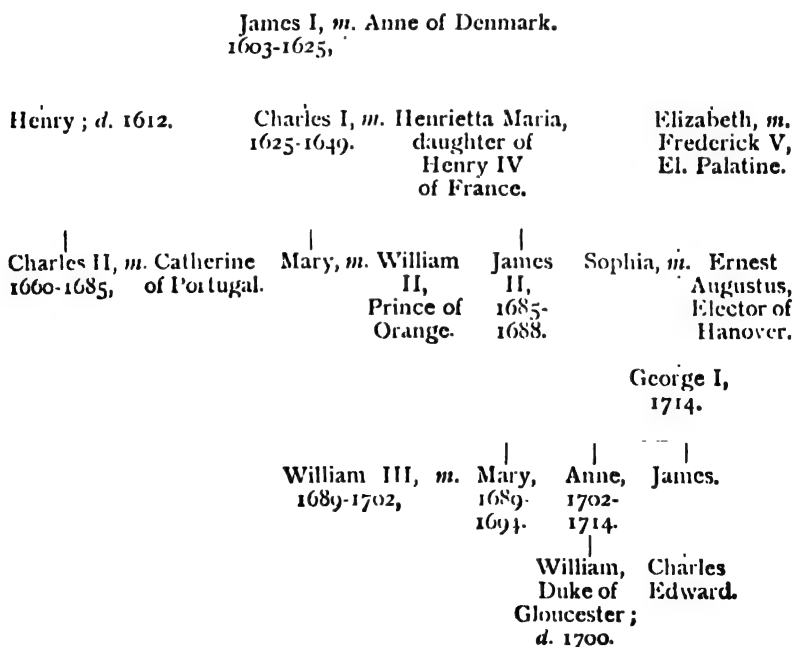 James I, m. Anne of Denmark.
1603-1625,
Henry ; d. 1612.
Charles I, m. Henrietta Maria,
1625-1649. daughter of
Henry IV
of France.
Elizabeth, m.
Frederick V,
El. Palatine.
Charles II, m. Catherine
1660-1685, of Portugal.
Mary, m. William
II,
Prince of
Orange.
James
II,
1685-
1688.
Sophia, m. Ernest
Augustus,
Elector of
Hanover.
George I,
1714.
William III, m. Mary,
1689-1702, 1689-
1694.
Anne,
1702-
1714.
James.
William,
Duke of
Gloucester ;
d. 1700.
Charles
Edward.